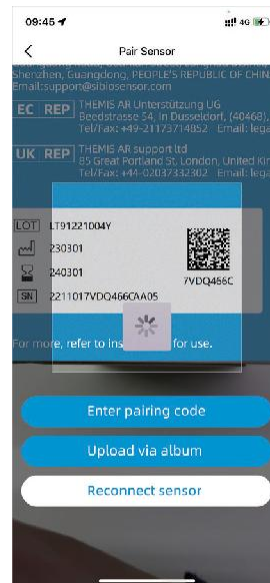 09:45
4G
Pair Sensor
Shenzhen, Guangdong, PEOPLE'S REPUBLIC OF CHIN
Email:support@sibiosensor.com
EC REP THEMIS AR Unterstützung UG
Beedstrasse 54, in Dusseldorf, (40468),
Tel/Fax: +49-21173714852 Email: lega
UK REP THEMIS AR support ltd
85 Great Portland St, London, United Kin
Tel/Fax: +44-02037332302 Email: lega
LOT LT91221004Y
230301
240301
7VDQ466C
SN 2211017VDQ466CAA05
For more, refer to Ins for use.
Enter pairing code
Upload via album
Reconnect sensor